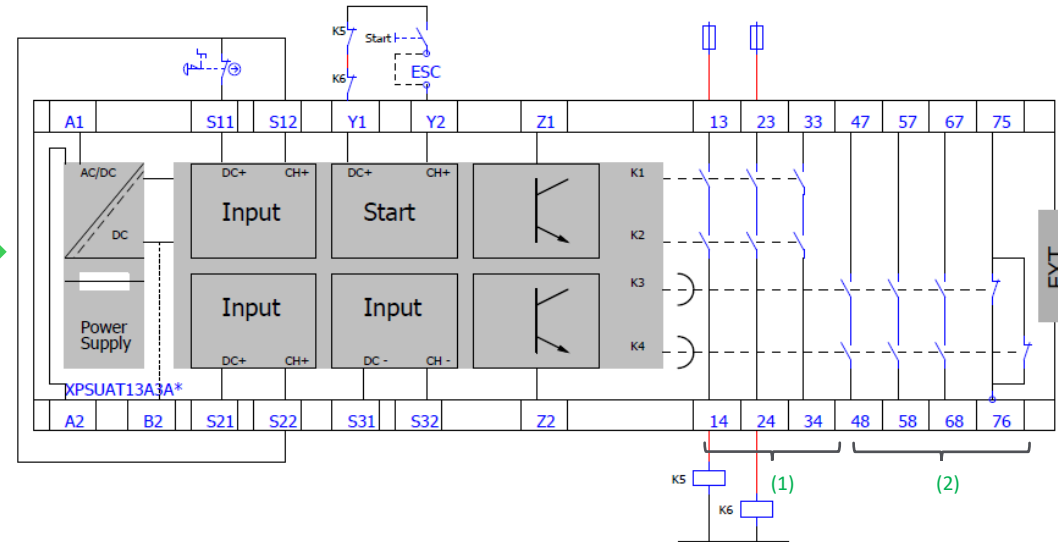 K5
Start
K6
ESC
A1 S11 S12 Y1 Y2 Z1 13 23 33 47 57 67 75
AC/DC
DC
DC+ CH+
Input
DC+ CH+
Start
K1
K2
K3
K4
EXT
Power
Supply
Input
DC+ CH+
Input
DC - CH -
XPSUAT13A3A*
A2 B2 S21 S22 S31 S32 Z2 14 24 34 48 58 68 76
(1) (2)
K5
K6